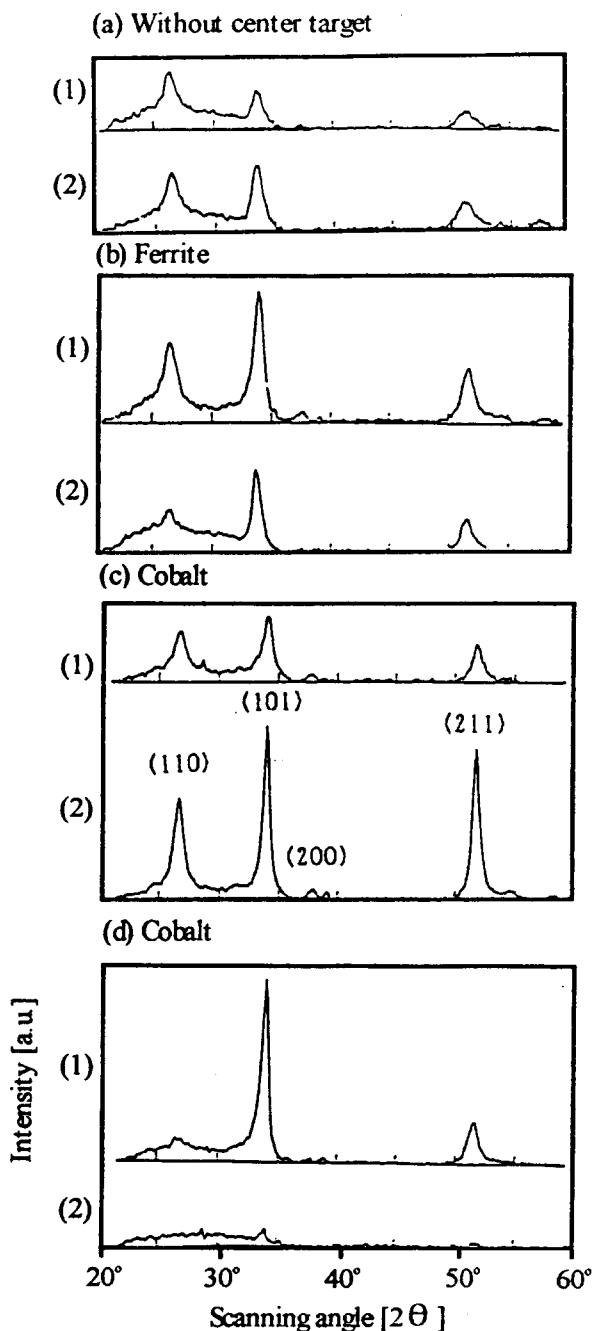 (a) Without center target
(1)
(2)
(b) Ferrite
(1)
(2)
(c) Cobalt
(1)
(101)
(211)
(110)
(2)
(200)
(d) Cobalt
(1)
(2)
Intensity [a.u]
20° 30° 40° 50° 60°
Scanning angle [2θ]